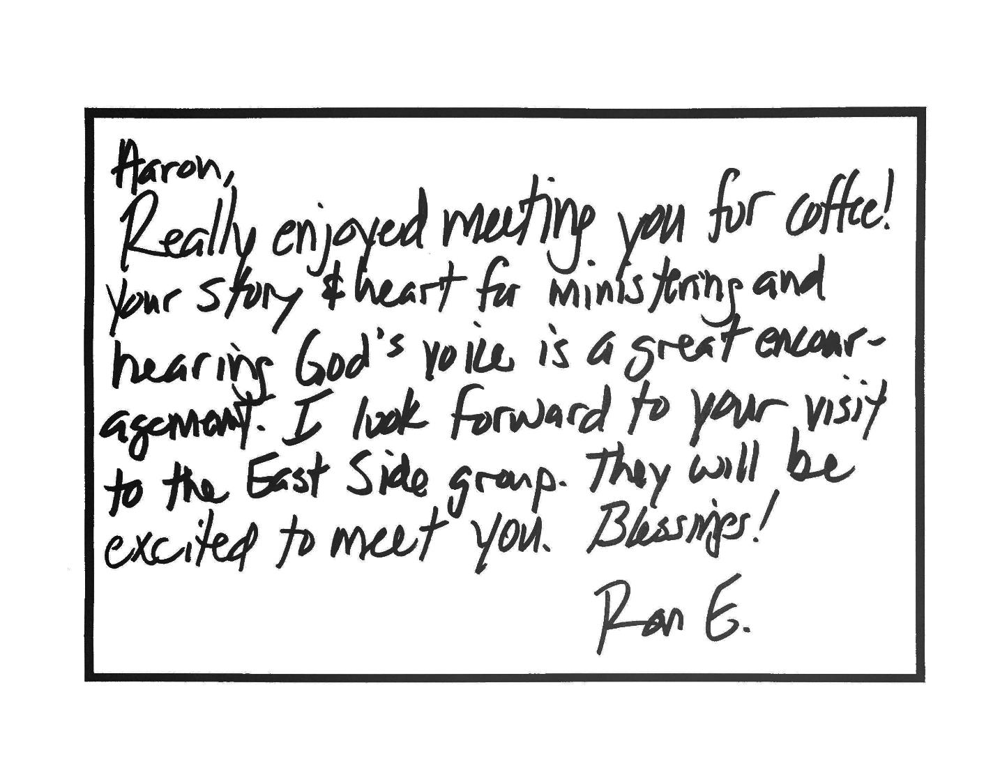 Aaron,
Really enjoyed meeting you for coffee!
Your story & heart for ministering and
hearing God's voice is a great encour-
agement. I look forward to your visit
to the East Side group. They will be
excited to meet you. Blessings!
Ron E.